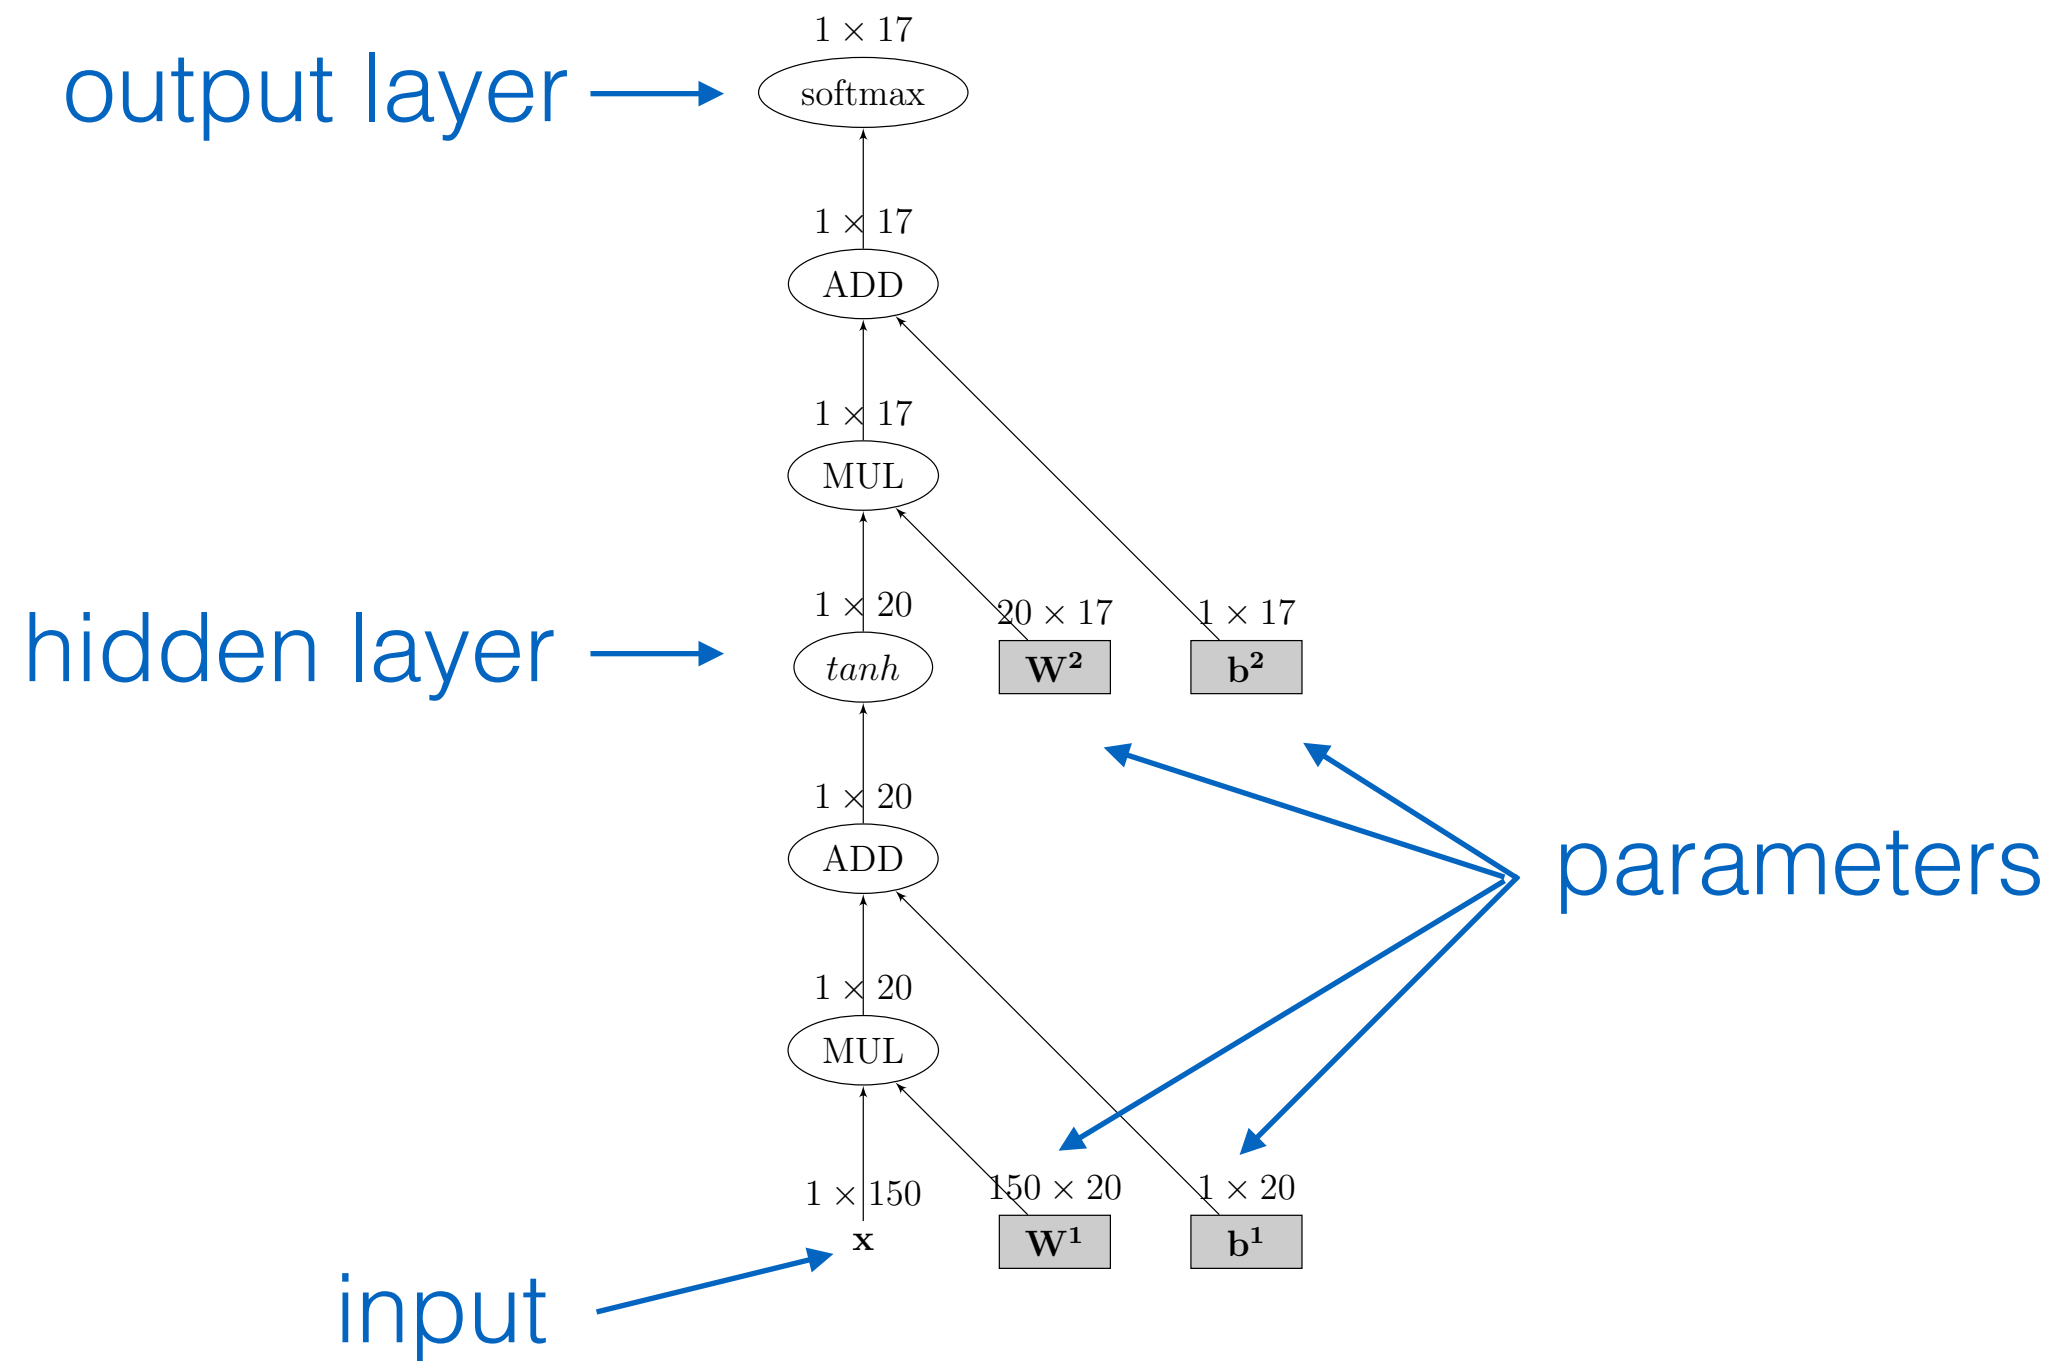 1 × 17
output layer
softmax
1 × 17
ADD
1 × 17
MUL
1 × 20
20 × 17
1 × 17
hidden layer
tanh
W²
b²
1 × 20
ADD
parameters
1 × 20
MUL
1 × 150
150 × 20
1 × 20
x
W¹
b¹
input